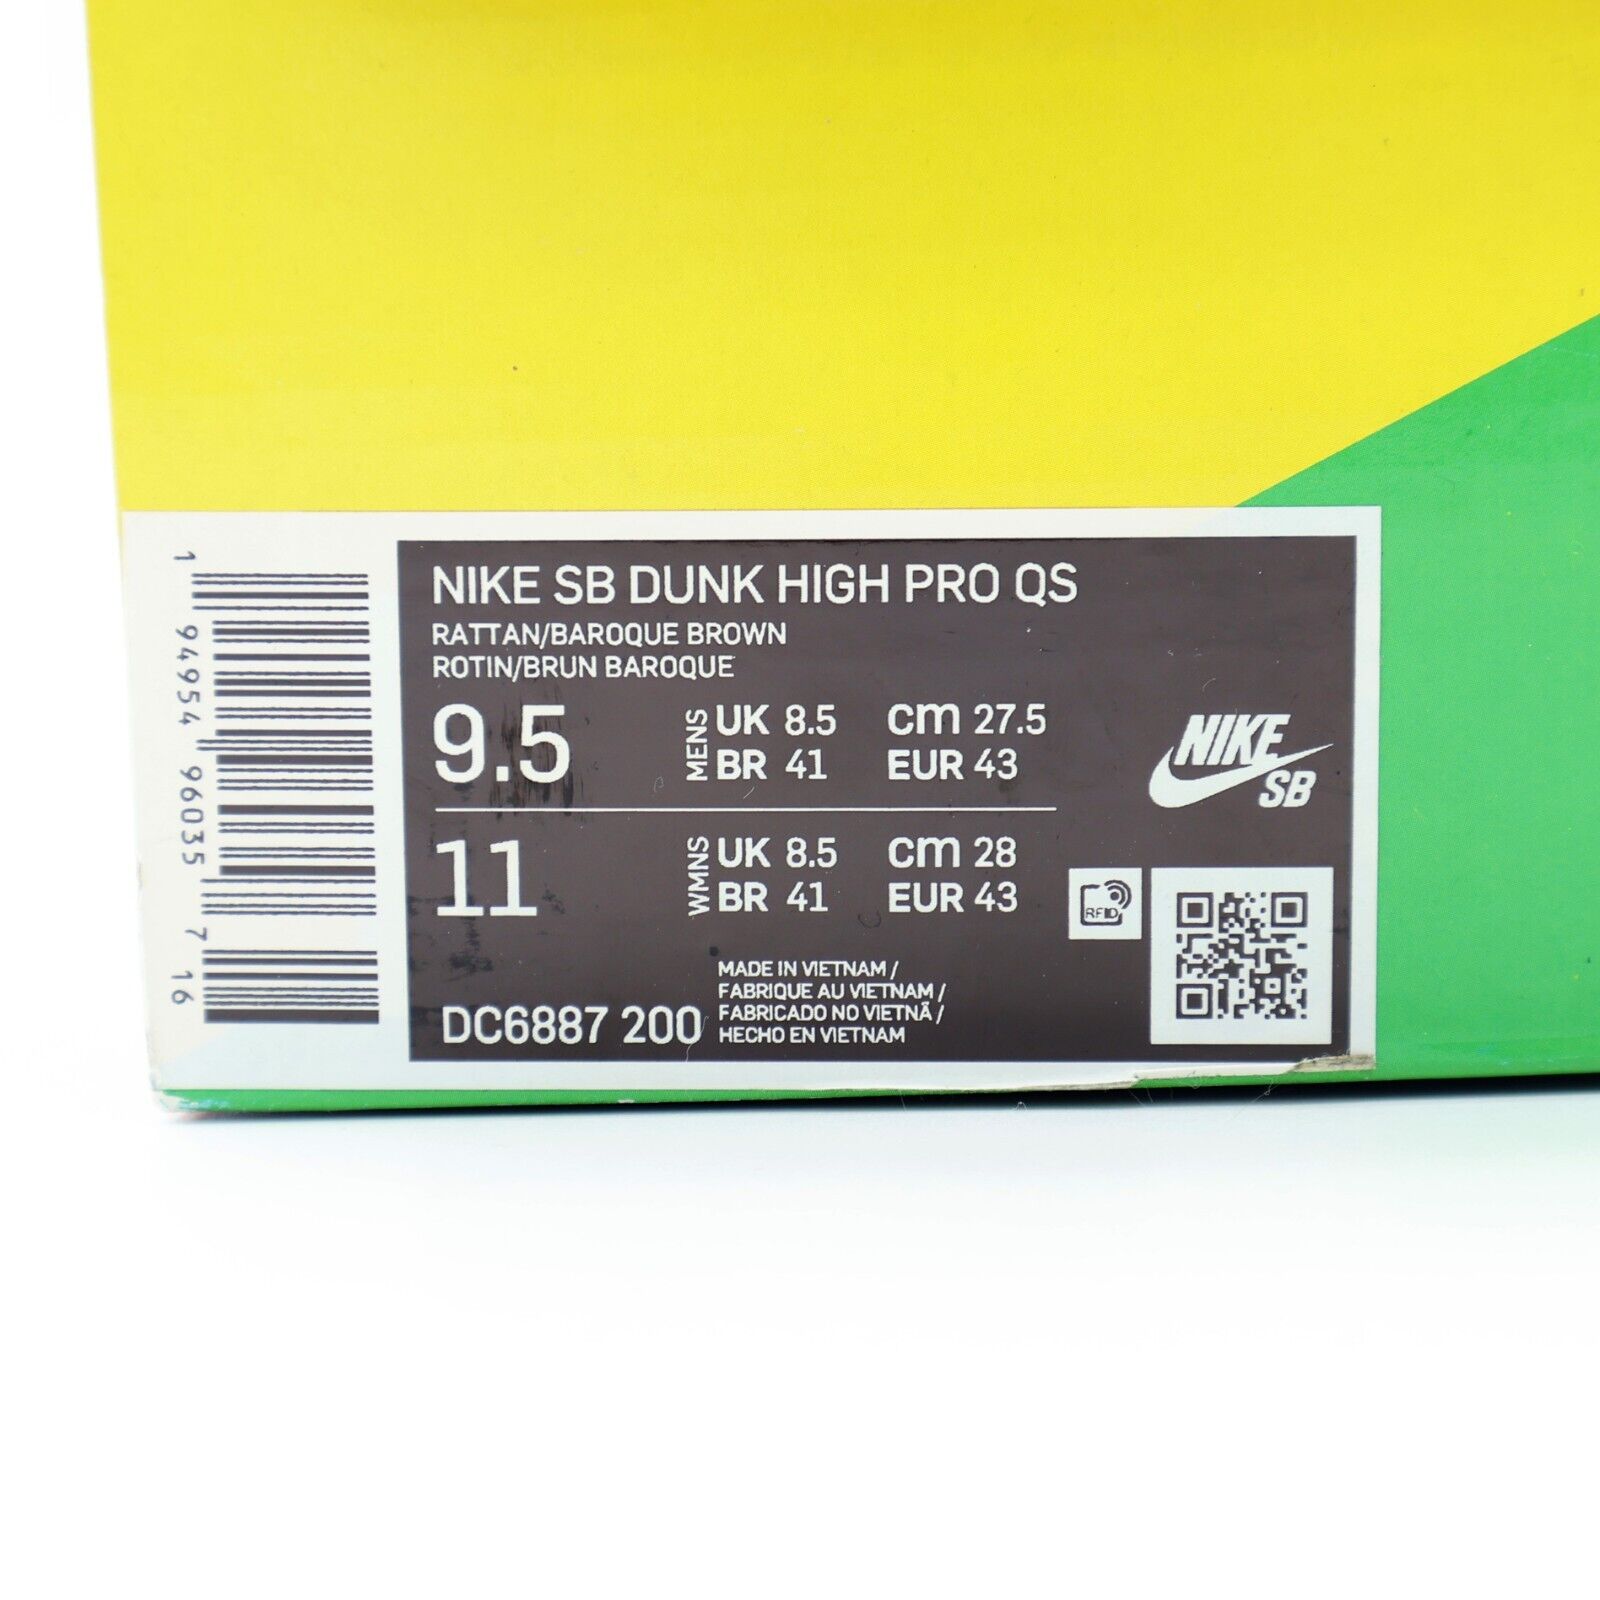 NIKE SB DUNK HIGH PRO QS
RATTAN/BAROQUE BROWN
ROTIN/BRUN BAROQUE
9.5 MENS UK 8.5 cm 27.5
BR 41 EUR 43
11 WMNS UK 8.5 cm 28
BR 41 EUR 43
DC6887 200
MADE IN VIETNAM /
FABRIQUE AU VIETNAM /
FABRICADO NO VIETNÃ /
HECHO EN VIETNAM
NIKE
SB
RFID
1 94954 96035 7 16